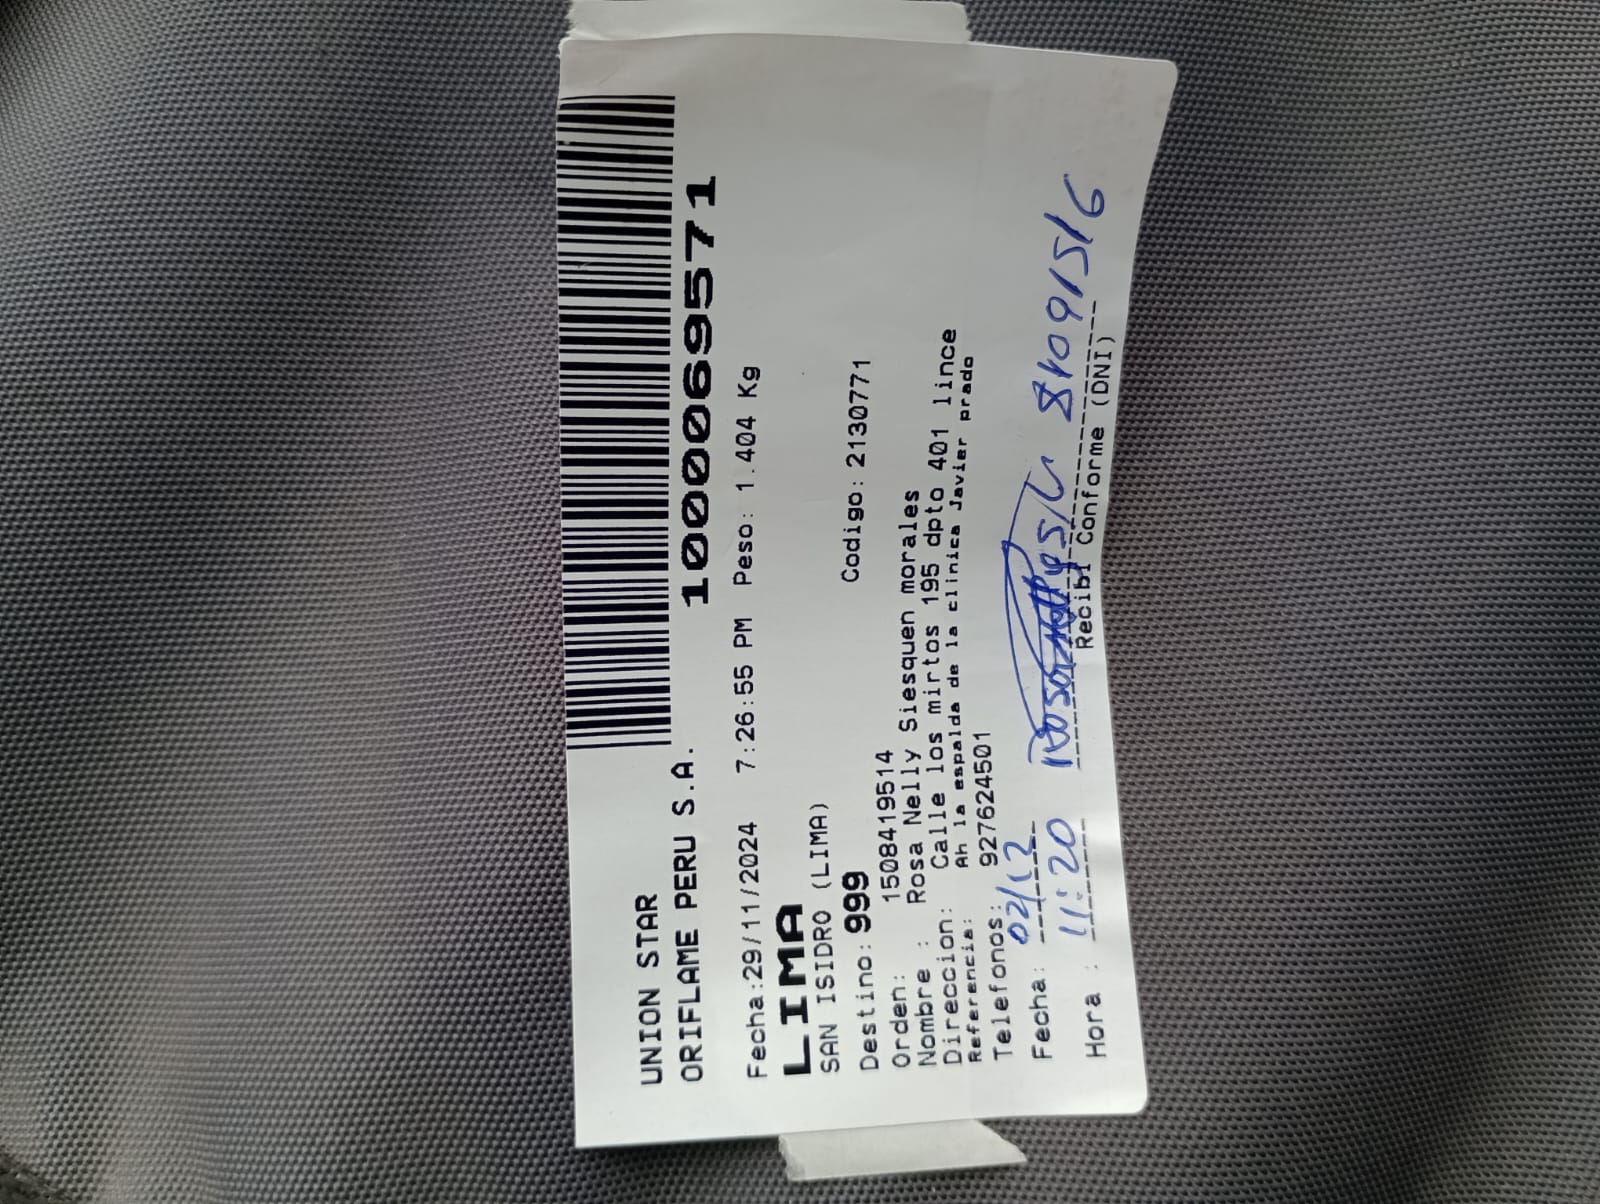 UNION STAR
ORIFLAME PERU S.A.
1000069571
Fecha:29/11/2024 7:26:55 PM Peso: 1.404 Kg
LIMA
SAN ISIDRO (LIMA)
Destino: 999 Codigo: 2130771
Orden: 1508419514
Nombre : Rosa Nelly Siesquen morales
Direccion: Calle los mirtos 195 dpto 401 lince
Referencia: Ah la espalda de la clinica Javier prado
Telefonos: 927624501
Fecha: 02/12
Hora : 11:20
Recibí Conforme (DNI)